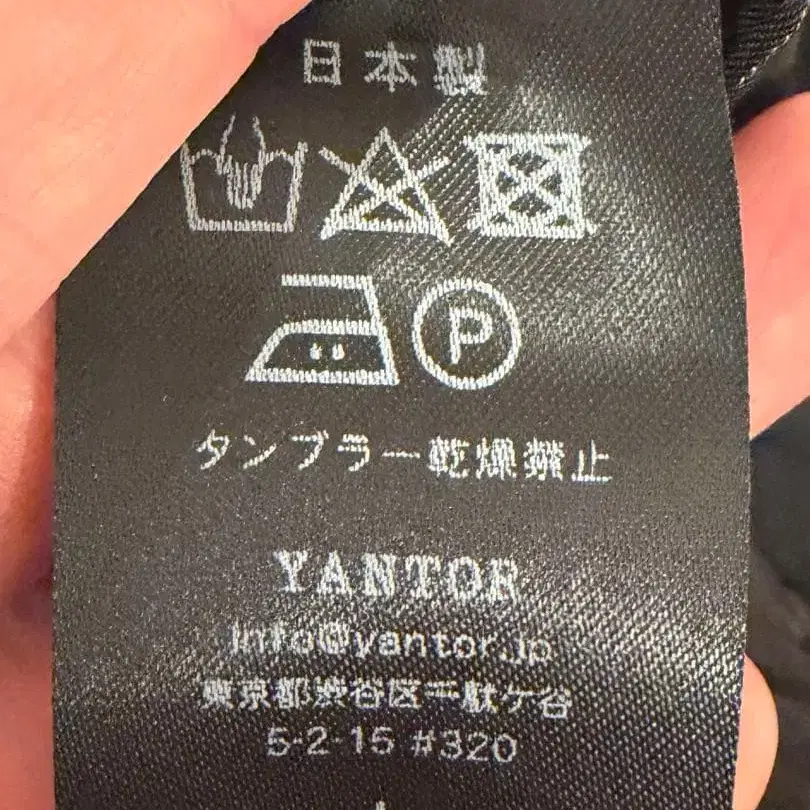 日本製
P
タンブラー乾燥禁止
YANTOR
info@yantor.jp
東京都渋谷区千駄ケ谷
5-2-15 #320